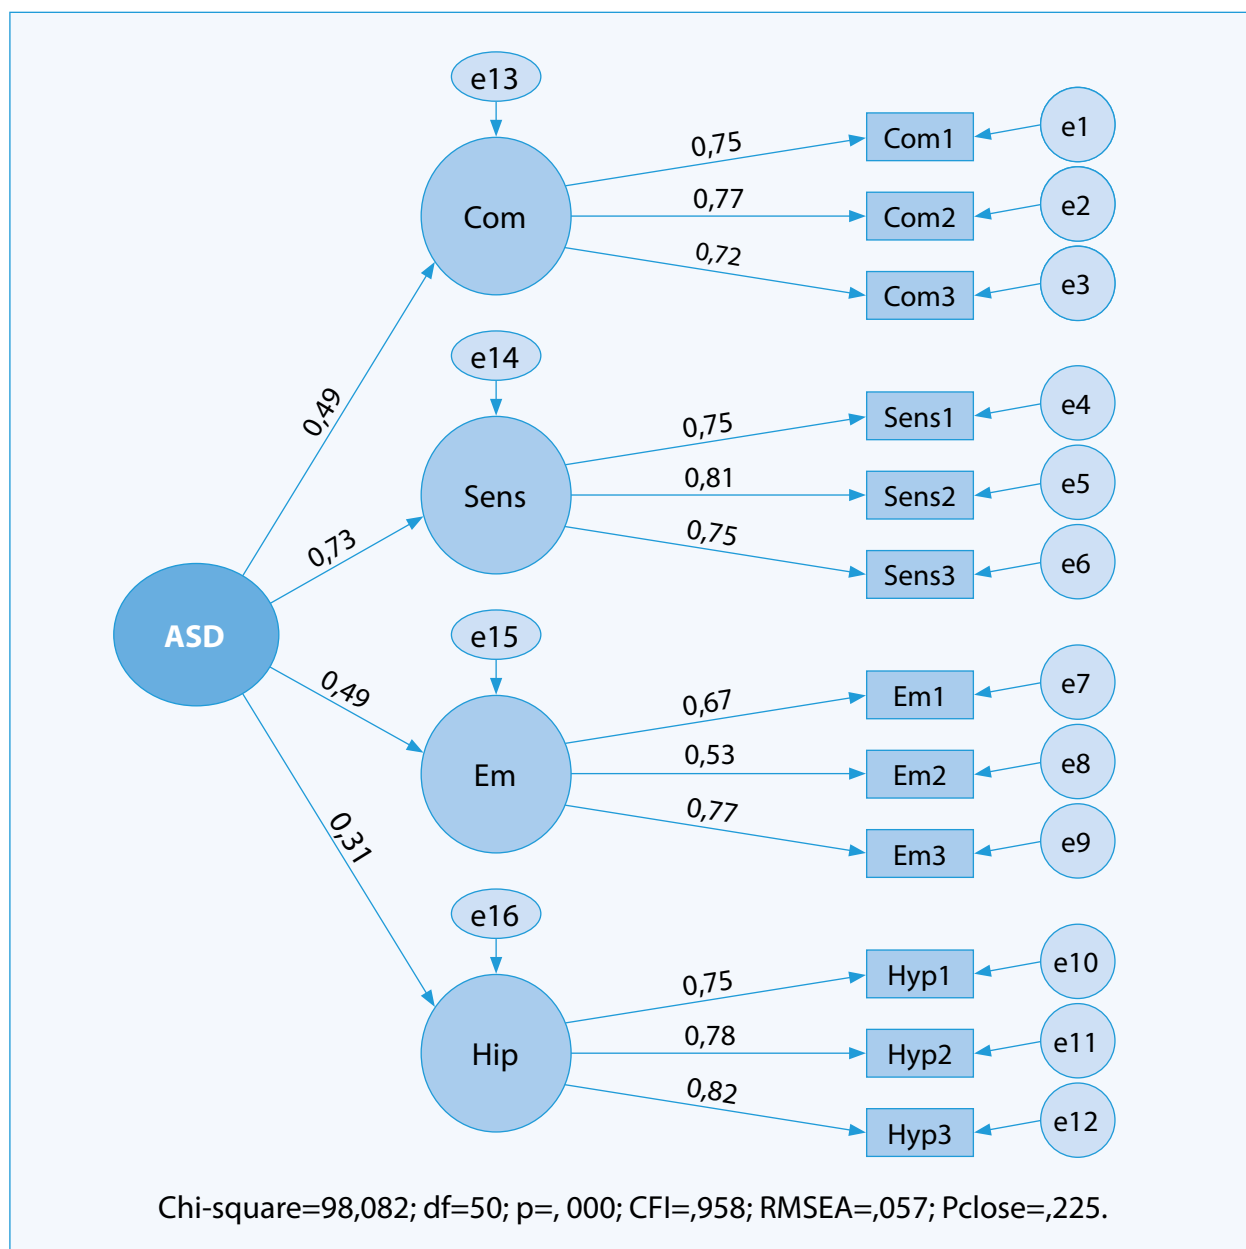 e13
Com
0,75
0,77
0,72
Com1
Com2
Com3
e1
e2
e3
0,49
e14
Sens
0,75
0,81
0,75
Sens1
Sens2
Sens3
e4
e5
e6
0,73
ASD
e15
Em
0,67
0,53
0,77
Em1
Em2
Em3
e7
e8
e9
0,49
0,31
e16
Hip
0,75
0,78
0,82
Hyp1
Hyp2
Hyp3
e10
e11
e12
Chi-square=98,082; df=50; p=, 000; CFI=,958; RMSEA=,057; Pclose=,225.